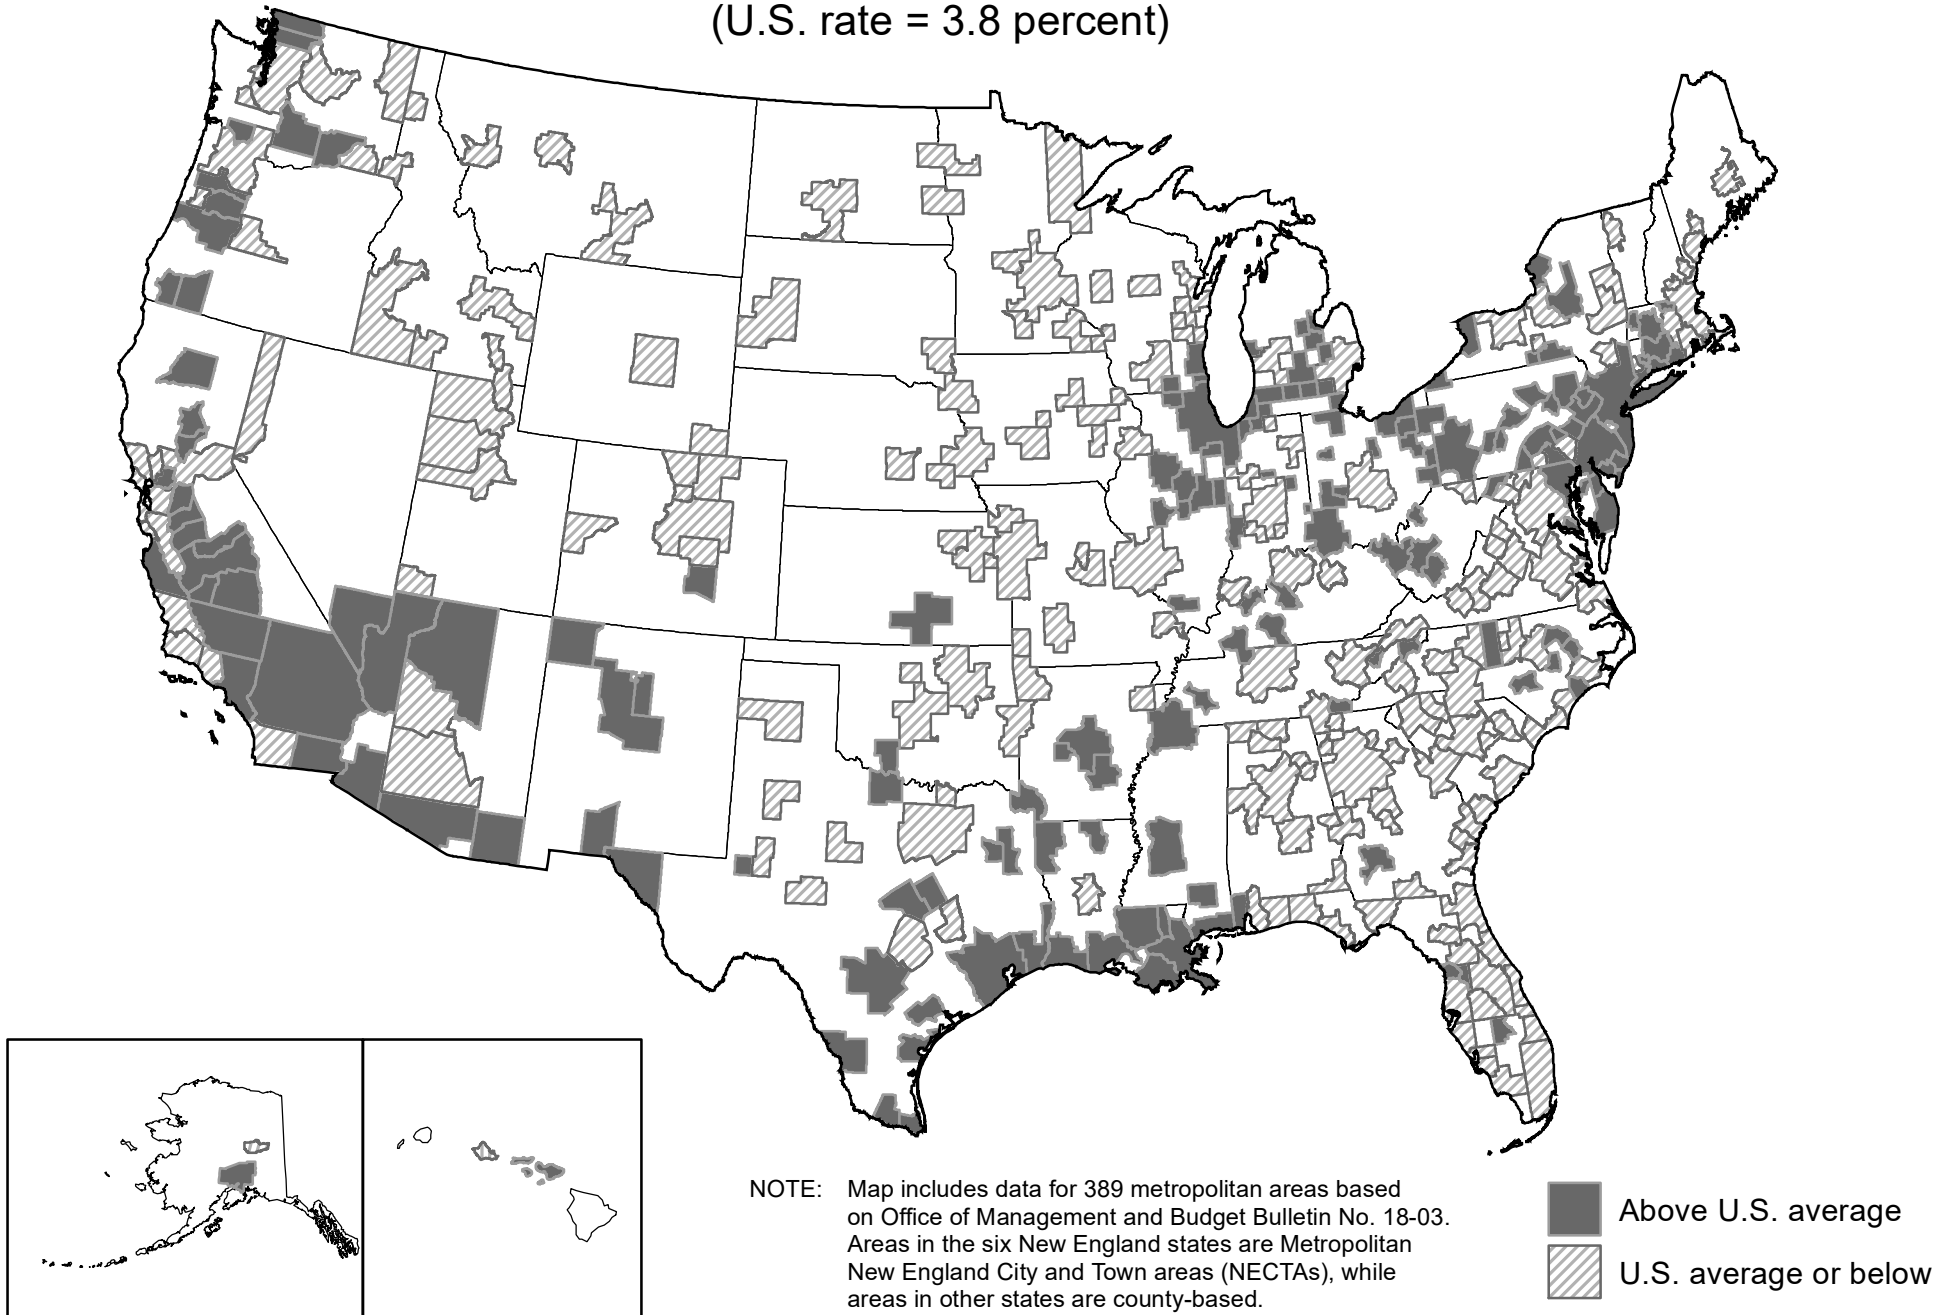 (U.S. rate = 3.8 percent)
NOTE: Map includes data for 389 metropolitan areas based
on Office of Management and Budget Bulletin No. 18-03.
Areas in the six New England states are Metropolitan
New England City and Town areas (NECTAs), while
areas in other states are county-based.
Above U.S. average
U.S. average or below